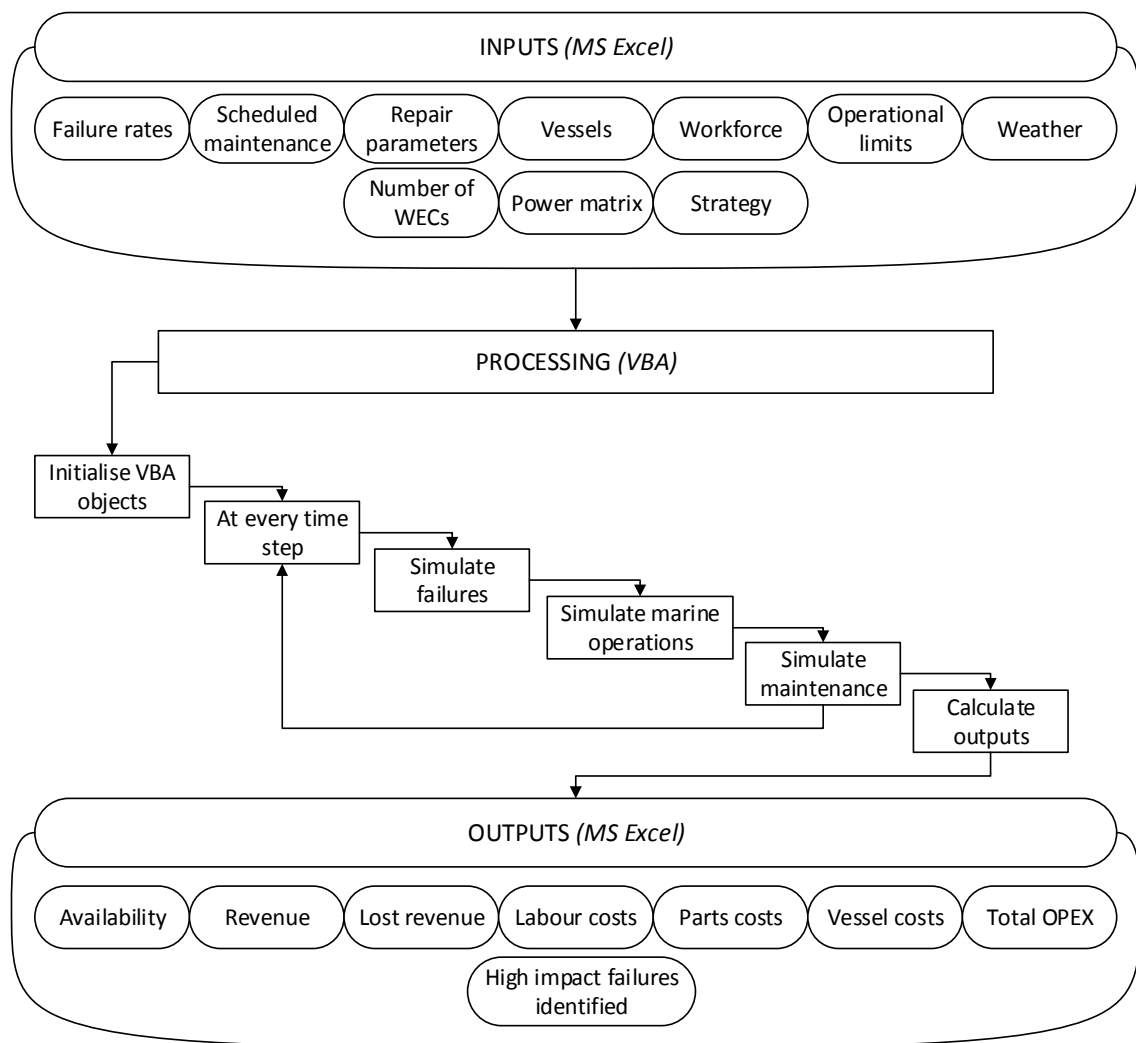 INPUTS (MS Excel)
Failure rates
Scheduled
maintenance
Repair
parameters
Vessels
Workforce
Operational
limits
Weather
Number of
WECs
Power matrix
Strategy
PROCESSING (VBA)
Initialise VBA
objects
At every time
step
Simulate
failures
Simulate marine
operations
Simulate
maintenance
Calculate
outputs
OUTPUTS (MS Excel)
Availability
Revenue
Lost revenue
Labour costs
Parts costs
Vessel costs
Total OPEX
High impact failures
identified